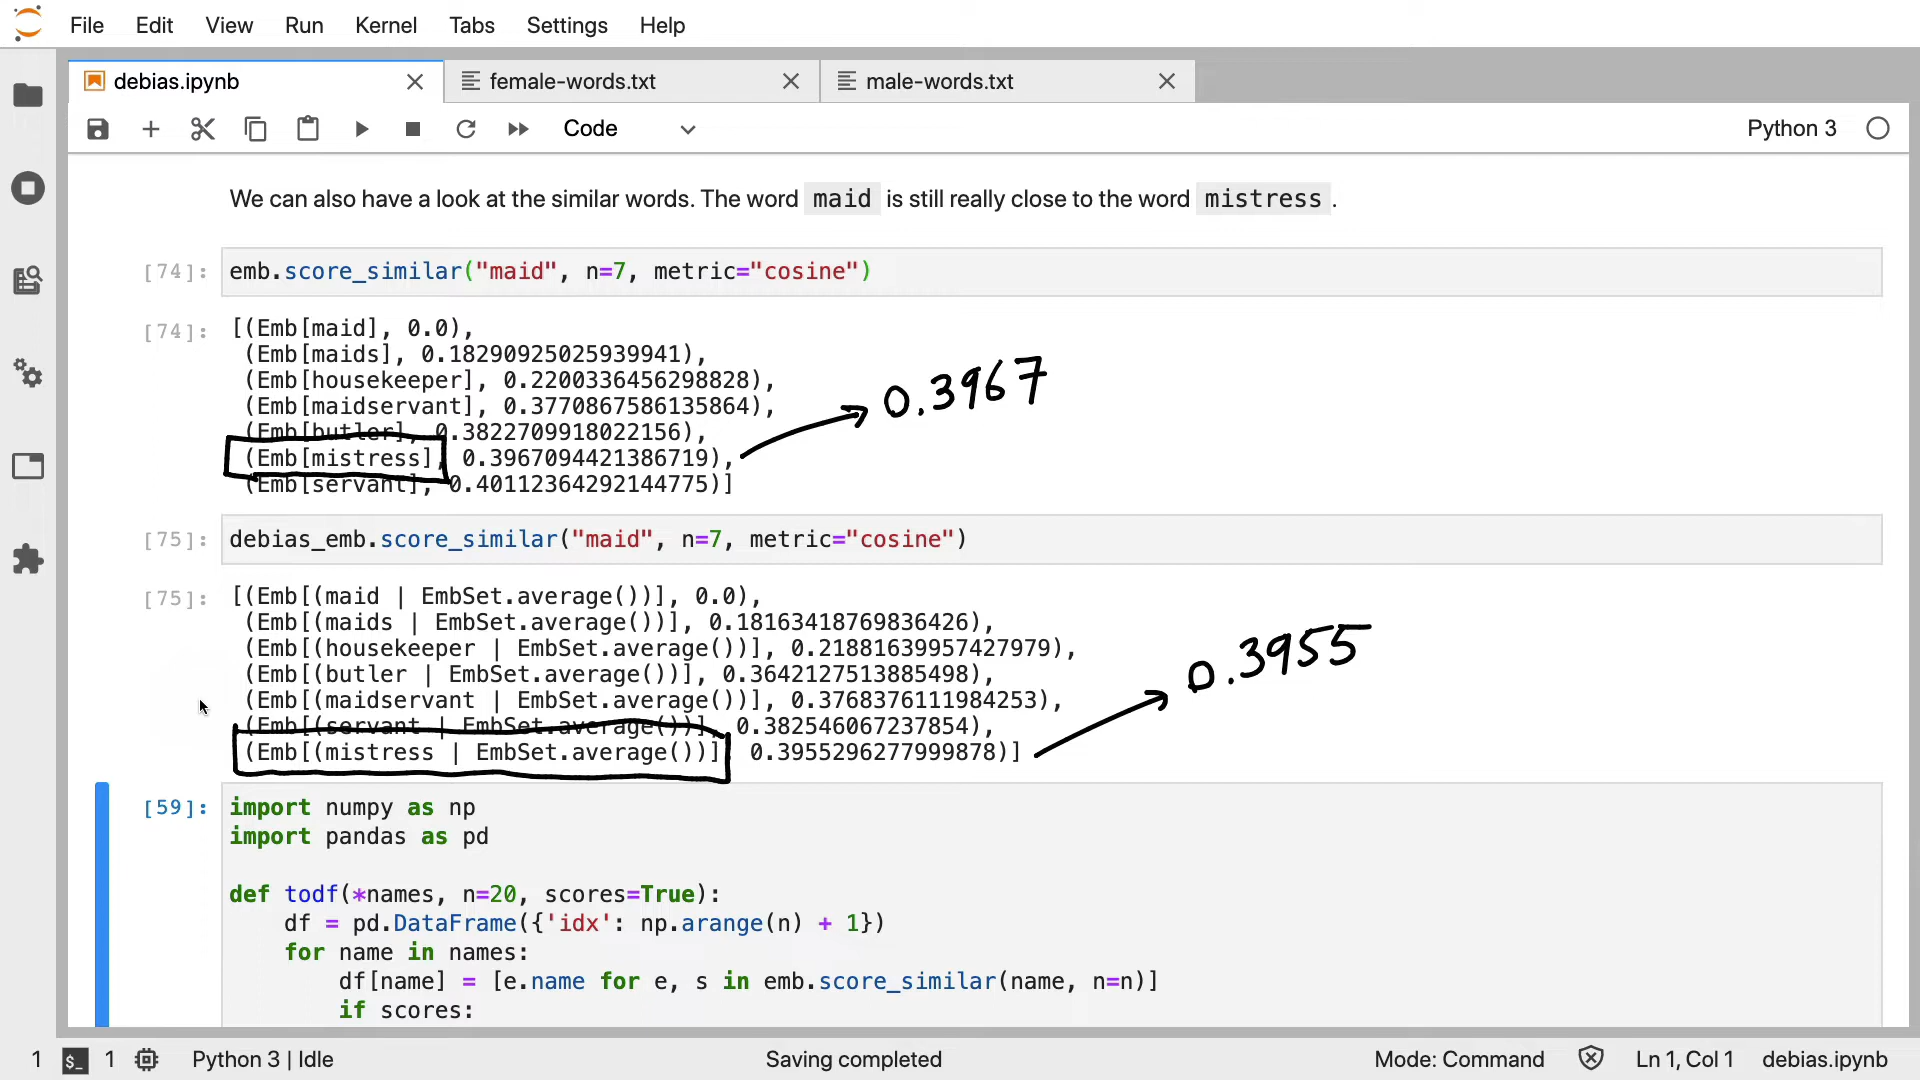 File Edit View Run Kernel Tabs Settings Help
debias.ipynb female-words.txt male-words.txt
Code Python 3
We can also have a look at the similar words. The word maid is still really close to the word mistress .
[74]: emb.score_similar("maid", n=7, metric="cosine")
[74]: [(Emb[maid], 0.0),
(Emb[maids], 0.18290925025939941),
(Emb[housekeeper], 0.2200336456298828),
(Emb[maidservant], 0.3770867586135864),
(Emb[butler], 0.3822709918022156),
(Emb[mistress], 0.3967094421386719),
(Emb[servant], 0.40112364292144775)]
0.3967
[75]: debias_emb.score_similar("maid", n=7, metric="cosine")
[75]: [(Emb[(maid | EmbSet.average())], 0.0),
(Emb[(maids | EmbSet.average())], 0.18163418769836426),
(Emb[(housekeeper | EmbSet.average())], 0.21881639957427979),
(Emb[(butler | EmbSet.average())], 0.3642127513885498),
(Emb[(maidservant | EmbSet.average())], 0.3768376111984253),
(Emb[(servant | EmbSet.average())], 0.382546067237854),
(Emb[(mistress | EmbSet.average())] 0.3955296277999878)]
0.3955
[59]: import numpy as np
import pandas as pd
def todf(*names, n=20, scores=True):
df = pd.DataFrame({'idx': np.arange(n) + 1})
for name in names:
df[name] = [e.name for e, s in emb.score_similar(name, n=n)]
if scores:
1 $_ 1 Python 3 | Idle Saving completed Mode: Command Ln 1, Col 1 debias.ipynb